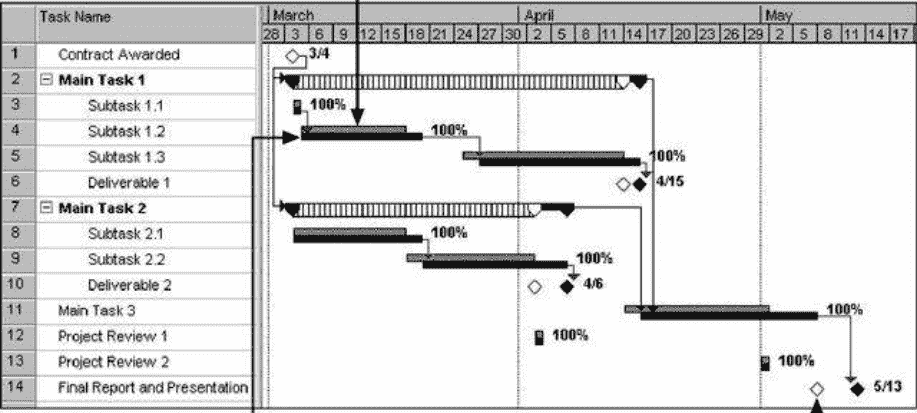 Task Name
March April May
28 3 6 9 12 15 18 21 24 27 30 2 5 8 11 14 17 20 23 26 29 2 5 8 11 14 17
1 Contract Awarded 3/4
2 Main Task 1
3 Subtask 1.1 100%
4 Subtask 1.2 100%
5 Subtask 1.3 100%
6 Deliverable 1 4/15
7 Main Task 2
8 Subtask 2.1 100%
9 Subtask 2.2 100%
10 Deliverable 2 4/6
11 Main Task 3 100%
12 Project Review 1 100%
13 Project Review 2 100%
14 Final Report and Presentation 5/13